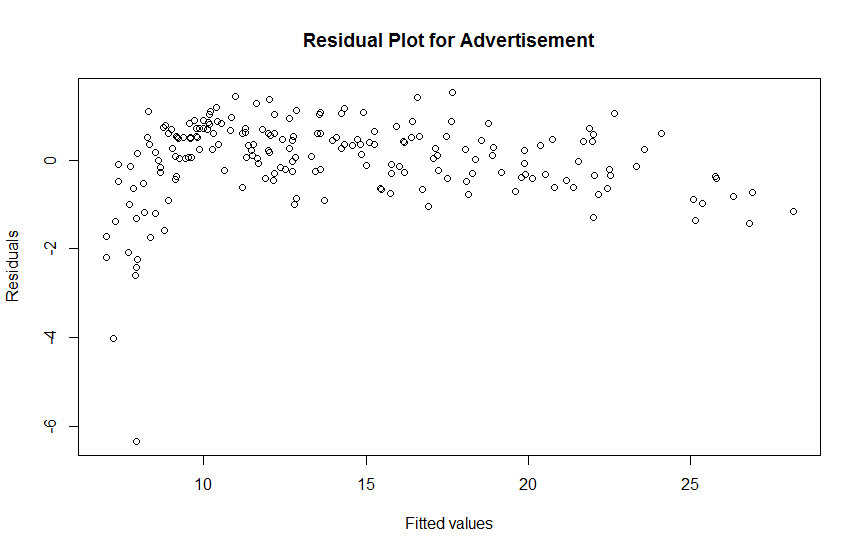 Residual Plot for Advertisement
0
-2
-4
-6
Residuals
10 15 20 25
Fitted values